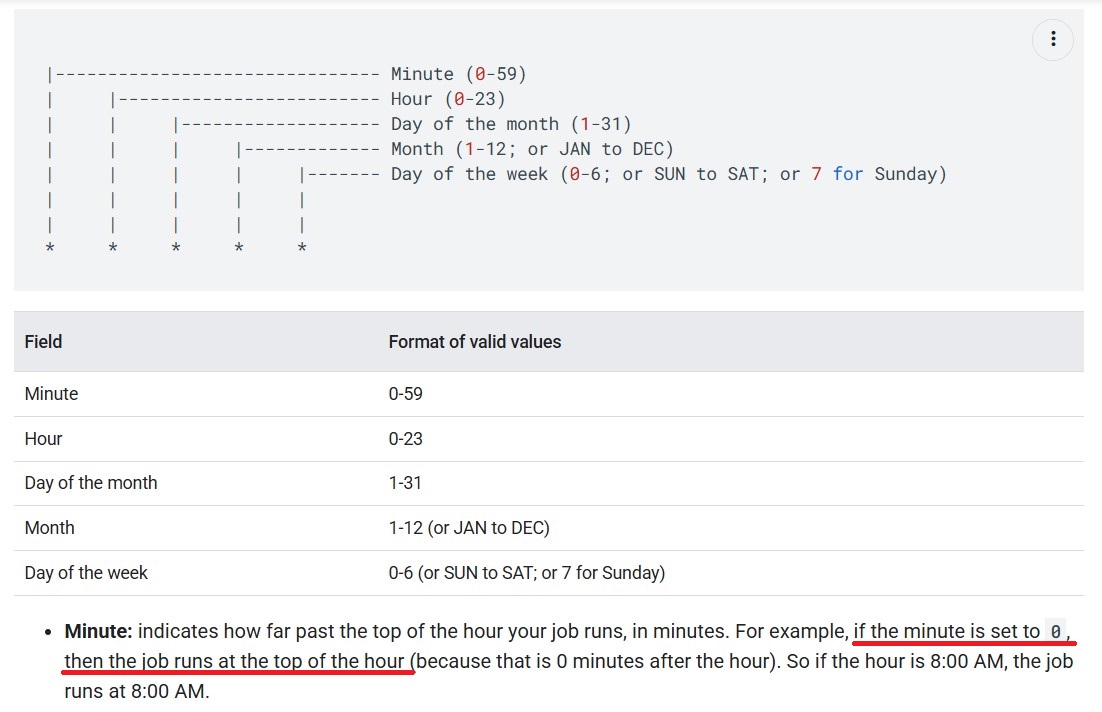 |------------------------------- Minute (0-59)
|     |------------------------- Hour (0-23)
|     |     |------------------- Day of the month (1-31)
|     |     |     |------------- Month (1-12; or JAN to DEC)
|     |     |     |     |------- Day of the week (0-6; or SUN to SAT; or 7 for Sunday)
|     |     |     |     |
|     |     |     |     |
*     *     *     *     *
Field Format of valid values
Minute 0-59
Hour 0-23
Day of the month 1-31
Month 1-12 (or JAN to DEC)
Day of the week 0-6 (or SUN to SAT; or 7 for Sunday)
• Minute: indicates how far past the top of the hour your job runs, in minutes. For example, if the minute is set to 0,
then the job runs at the top of the hour (because that is 0 minutes after the hour). So if the hour is 8:00 AM, the job
runs at 8:00 AM.